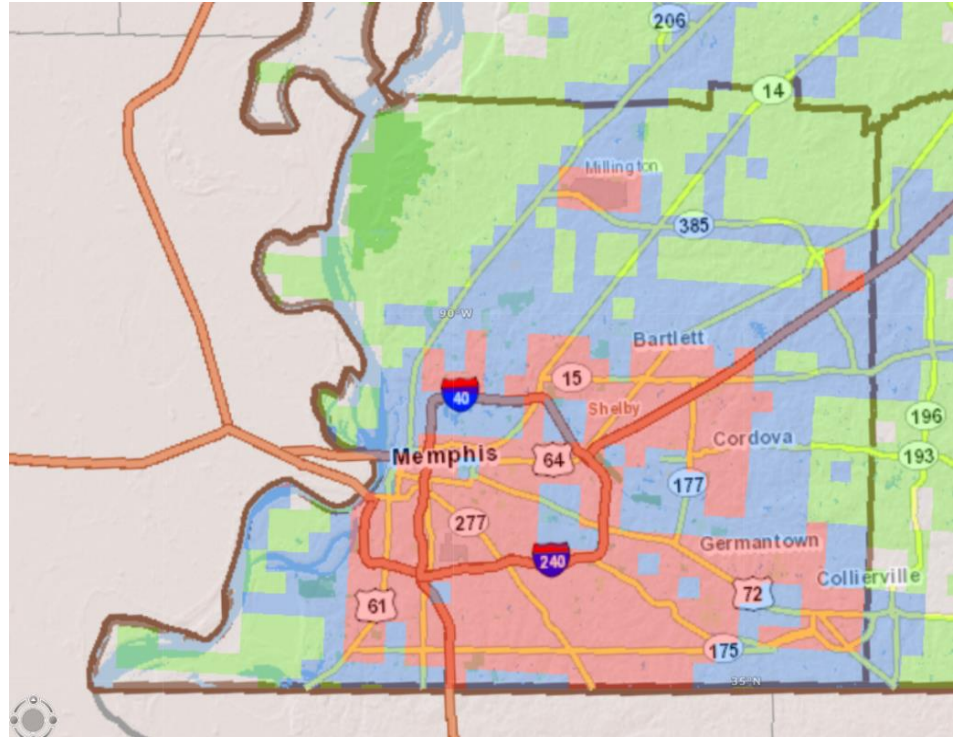 206
14
Millington
385
90°W
Bartlett
15
40
Shelby
196
Cordova
193
Memphis
64
177
277
Germantown
240
Collierville
72
61
175
35°N